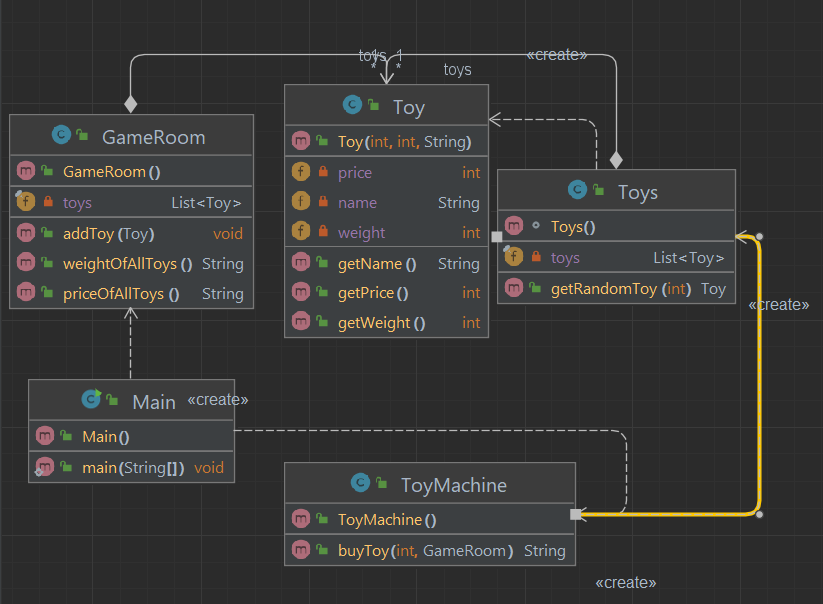 toys 1
1
* *
toys
«create»
GameRoom
GameRoom()
toys List<Toy>
addToy(Toy) void
weightOfAllToys() String
priceOfAllToys() String
Toy
Toy(int, int, String)
price int
name String
weight int
getName() String
getPrice() int
getWeight() int
Toys
Toys()
toys List<Toy>
getRandomToy(int) Toy
«create»
Main
«create»
Main()
main(String[]) void
ToyMachine
ToyMachine()
buyToy(int, GameRoom) String
«create»